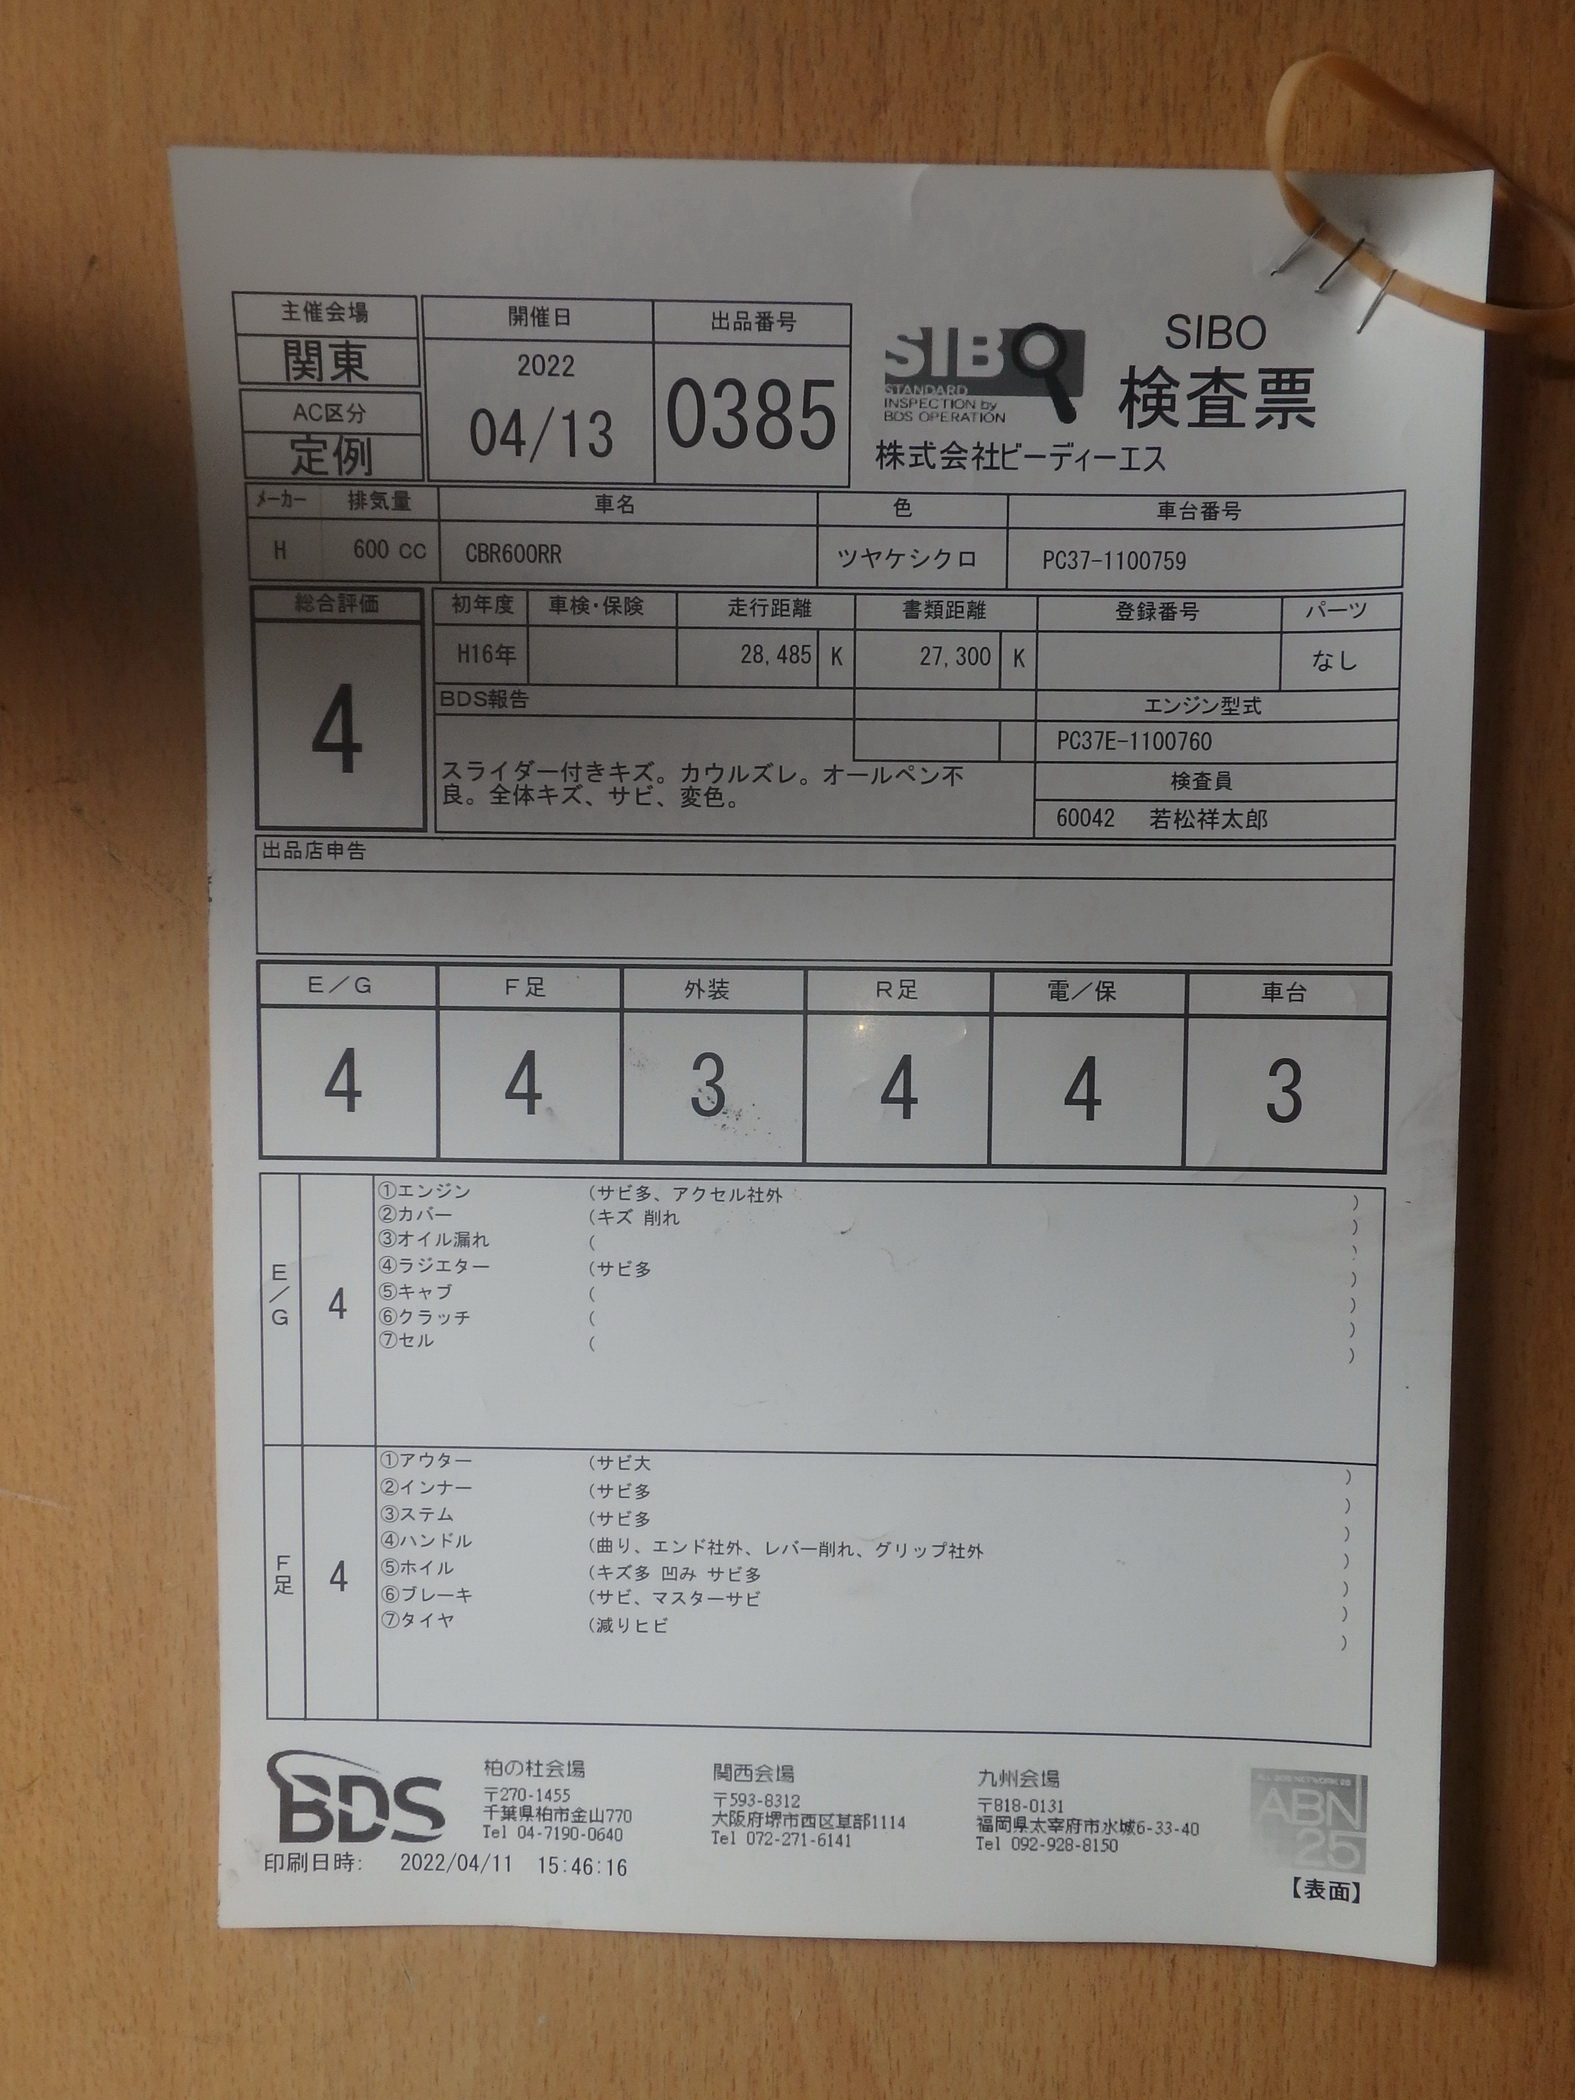 主催会場
関東
AC区分
定例
開催日
2022
04/13
出品番号
0385
SIBO
STANDARD
INSPECTION by
BDS OPERATION
SIBO
検査票
株式会社ビーディーエス
ﾒｰｶｰ 排気量 車名 色 車台番号
H 600 cc CBR600RR ツヤケシクロ PC37-1100759
総合評価 初年度 車検・保険 走行距離 書類距離 登録番号 パーツ
4 H16年 28,485 K 27,300 K なし
BDS報告 エンジン型式
PC37E-1100760
スライダー付きキズ。カウルズレ。オールペン不
良。全体キズ、サビ、変色。
検査員
60042 若松祥太郎
出品店申告
E／G F足 外装 R足 電／保 車台
4 4 3 4 4 3
E／G 4
①エンジン (サビ多、アクセル社外 )
②カバー (キズ 削れ )
③オイル漏れ ( )
④ラジエター (サビ多 )
⑤キャブ ( )
⑥クラッチ ( )
⑦セル ( )
F足 4
①アウター (サビ大 )
②インナー (サビ多 )
③ステム (サビ多 )
④ハンドル (曲り、エンド社外、レバー削れ、グリップ社外 )
⑤ホイル (キズ多 凹み サビ多 )
⑥ブレーキ (サビ、マスターサビ )
⑦タイヤ (減りヒビ )
BDS
柏の杜会場
〒270-1455
千葉県柏市金山770
Tel 04-7190-0640
関西会場
〒593-8312
大阪府堺市西区草部1114
Tel 072-271-6141
九州会場
〒818-0131
福岡県太宰府市水城6-33-40
Tel 092-928-8150
ALL BDS NETWORK 25
ABN
25
印刷日時: 2022/04/11 15:46:16
【表面】